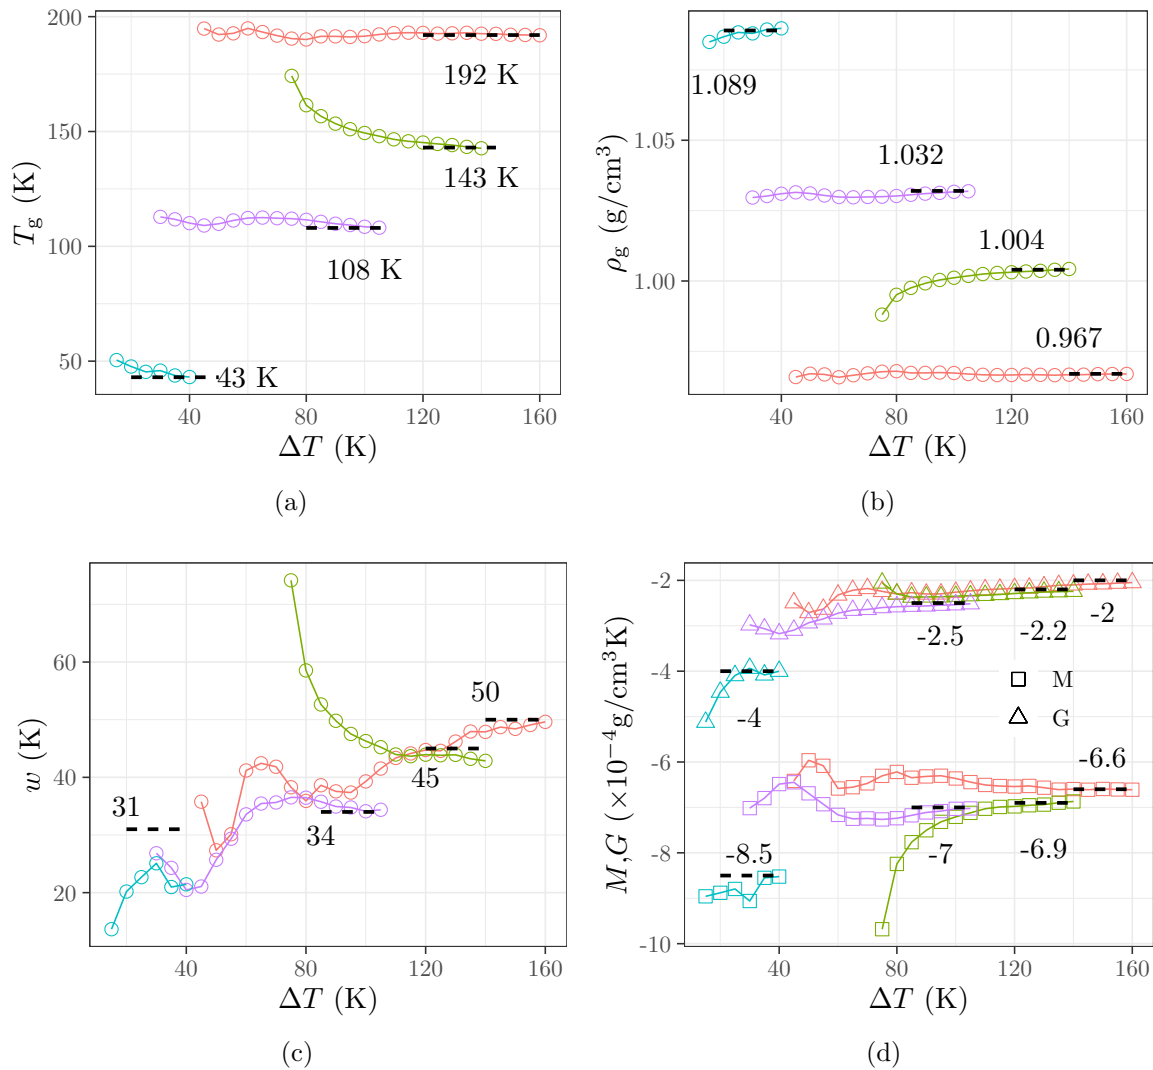 200
150
100
50
T_g (K)
192 K
143 K
108 K
43 K
40 80 120 160
ΔT (K)
(a)
1.05
1.00
ρ_g (g/cm³)
1.089
1.032
1.004
0.967
40 80 120 160
ΔT (K)
(b)
60
40
20
w (K)
31
34
45
50
40 80 120 160
ΔT (K)
(c)
-2
-4
-6
-8
-10
M,G (×10⁻⁴g/cm³K)
-2
-2.5
-2.2
-4
M
G
-6.6
-8.5
-7
-6.9
40 80 120 160
ΔT (K)
(d)